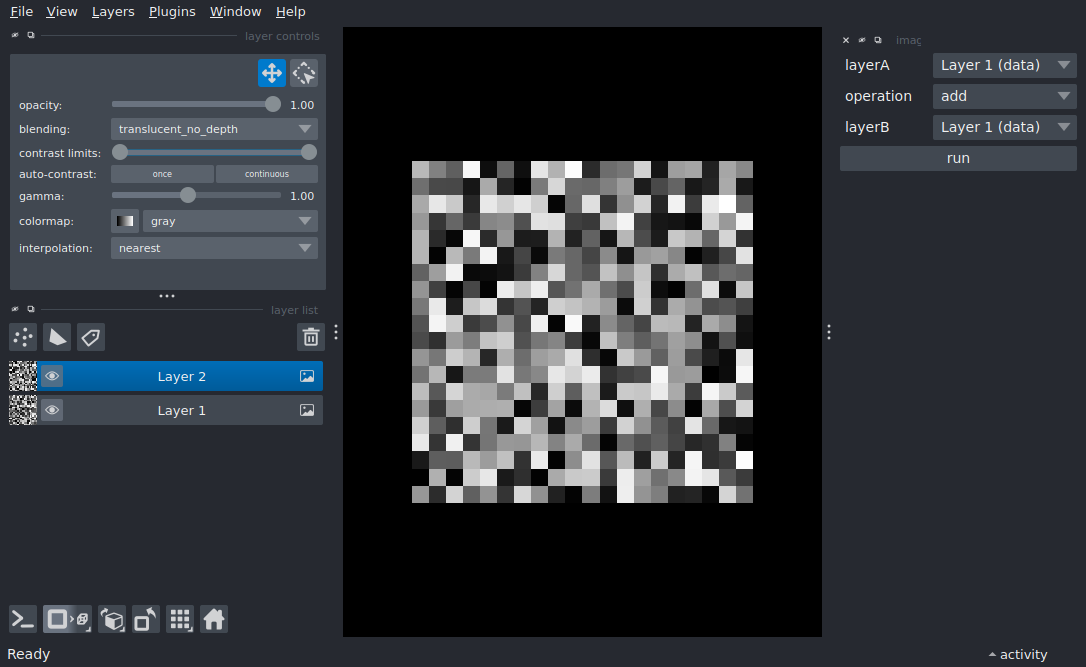 File View Layers Plugins Window Help
layer controls
opacity: 1.00
blending: translucent_no_depth
contrast limits:
auto-contrast: once continuous
gamma: 1.00
colormap: gray
interpolation: nearest
layer list
Layer 2
Layer 1
Ready
imag
layerA Layer 1 (data)
operation add
layerB Layer 1 (data)
run
activity